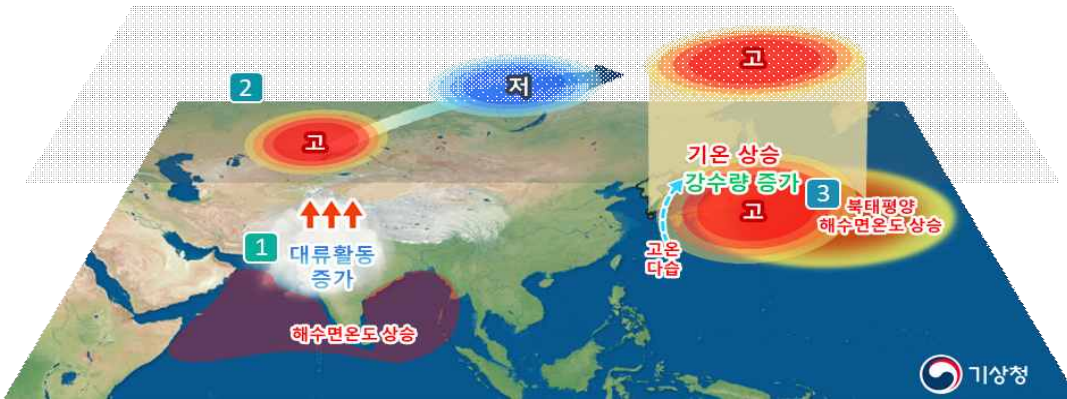 고
저
2
고
기온 상승
강수량 증가
고
3
북태평양
해수면온도 상승
고온
다습
1
대류활동
증가
해수면온도 상승
기상청